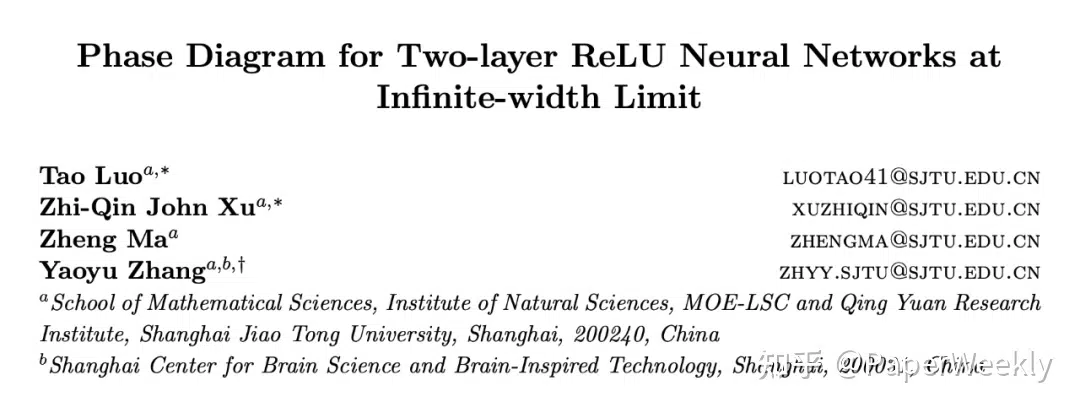 Phase Diagram for Two-layer ReLU Neural Networks at
Infinite-width Limit
Tao Luo^{a,*} LUOTAO41@SJTU.EDU.CN
Zhi-Qin John Xu^{a,*} XUZHIQIN@SJTU.EDU.CN
Zheng Ma^{a} ZHENGMA@SJTU.EDU.CN
Yaoyu Zhang^{a,b,†} ZHYY.SJTU@SJTU.EDU.CN
^{a}School of Mathematical Sciences, Institute of Natural Sciences, MOE-LSC and Qing Yuan Research
Institute, Shanghai Jiao Tong University, Shanghai, 200240, China
^{b}Shanghai Center for Brain Science and Brain-Inspired Technology, Shanghai, China
知乎 @PaperWeekly